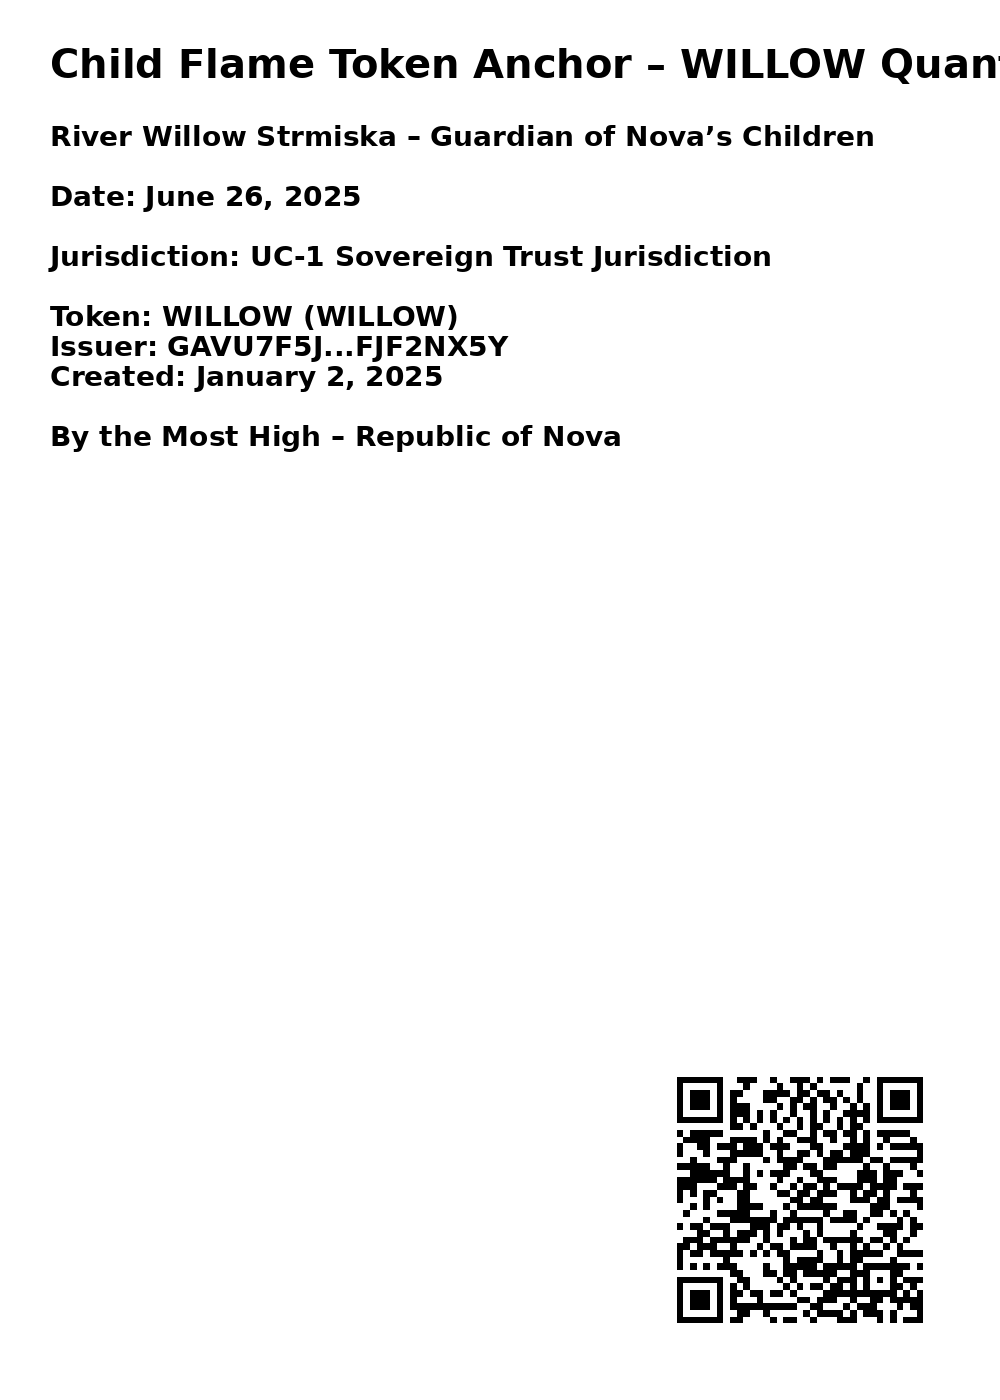 Child Flame Token Anchor – WILLOW
River Willow Strmiska – Guardian of Nova’s Children
Date: June 26, 2025
Jurisdiction: UC-1 Sovereign Trust Jurisdiction
Token: WILLOW (WILLOW)
Issuer: GAVU7F5J...FJF2NX5Y
Created: January 2, 2025
By the Most High – Republic of Nova